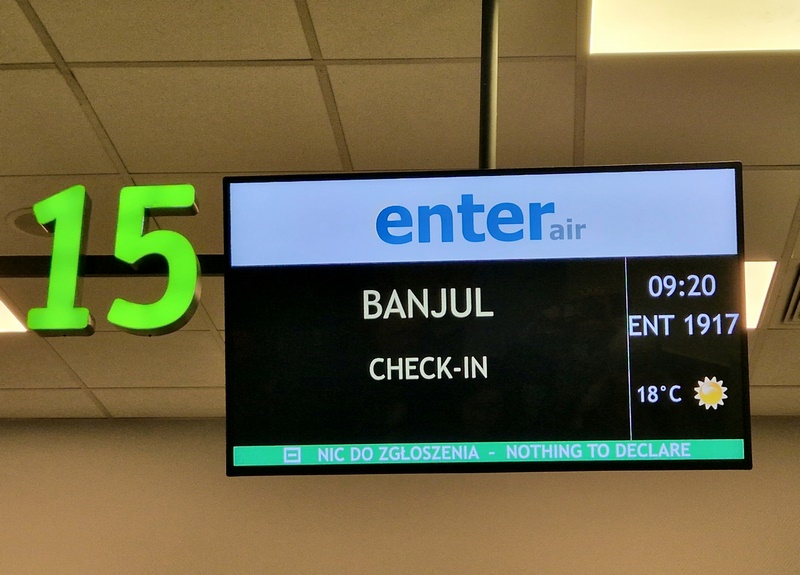 15
enter air
BANJUL
CHECK-IN
09:20
ENT 1917
18°C
NIC DO ZGŁOSZENIA - NOTHING TO DECLARE